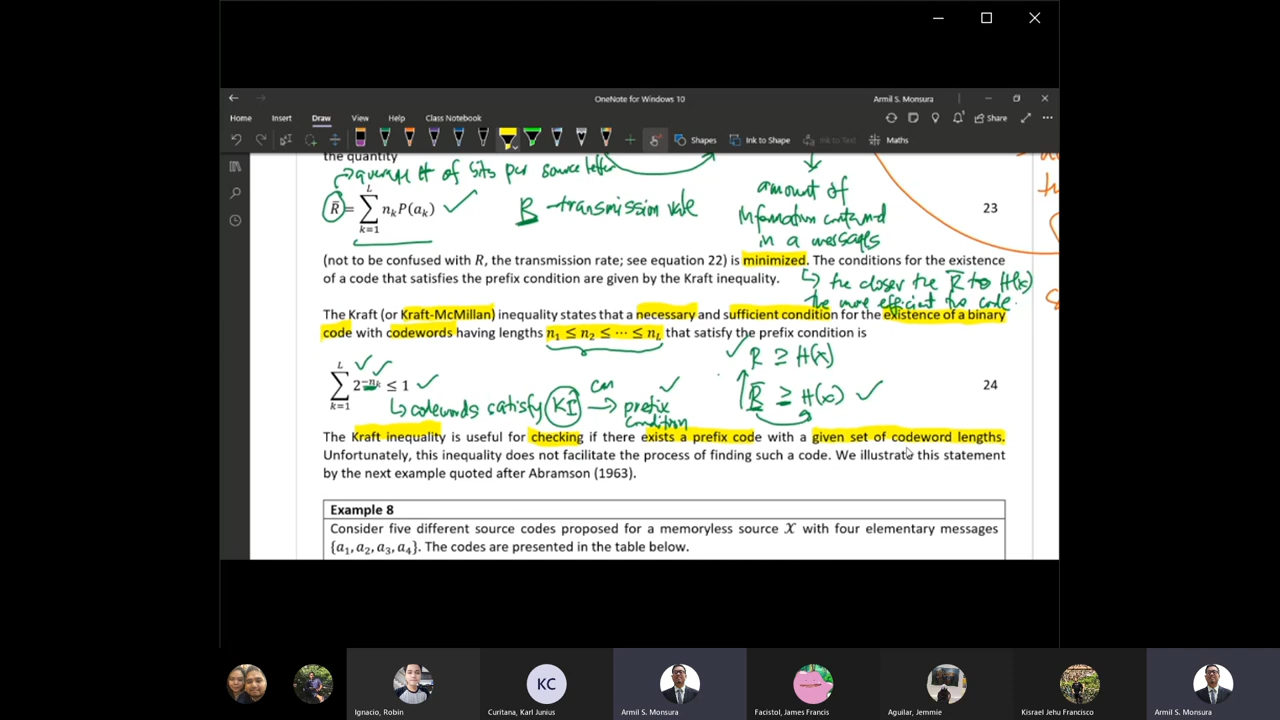 OneNote for Windows 10
Armil S. Monsura
Home Insert Draw View Help Class Notebook
Share
Shapes Ink to Shape Ink to Text Maths
the quantity
average # of bits per source letter
R̄ = ∑ n_k P(a_k)
L
k=1
R - transmission rate
amount of
information contained
in a messages
23
(not to be confused with R, the transmission rate; see equation 22) is minimized. The conditions for the existence
of a code that satisfies the prefix condition are given by the Kraft inequality.
the closer the R̄ to H(x)
the more efficient the code.
The Kraft (or Kraft-McMillan) inequality states that a necessary and sufficient condition for the existence of a binary
code with codewords having lengths n₁ ≤ n₂ ≤ ⋯ ≤ n_L that satisfy the prefix condition is
R ≥ H(x)
L
∑ 2^{-n_k} ≤ 1
k=1
R̄ ≥ H(x)
24
codewords satisfy KI can → prefix
condition
The Kraft inequality is useful for checking if there exists a prefix code with a given set of codeword lengths.
Unfortunately, this inequality does not facilitate the process of finding such a code. We illustrate this statement
by the next example quoted after Abramson (1963).
Example 8
Consider five different source codes proposed for a memoryless source X with four elementary messages
{a₁, a₂, a₃, a₄}. The codes are presented in the table below.
KC
Ignacio, Robin
Curitana, Karl Junius
Armil S. Monsura
Facistol, James Francis
Aguilar, Jemmie
Kisrael Jehu Francisco
Armil S. Monsura